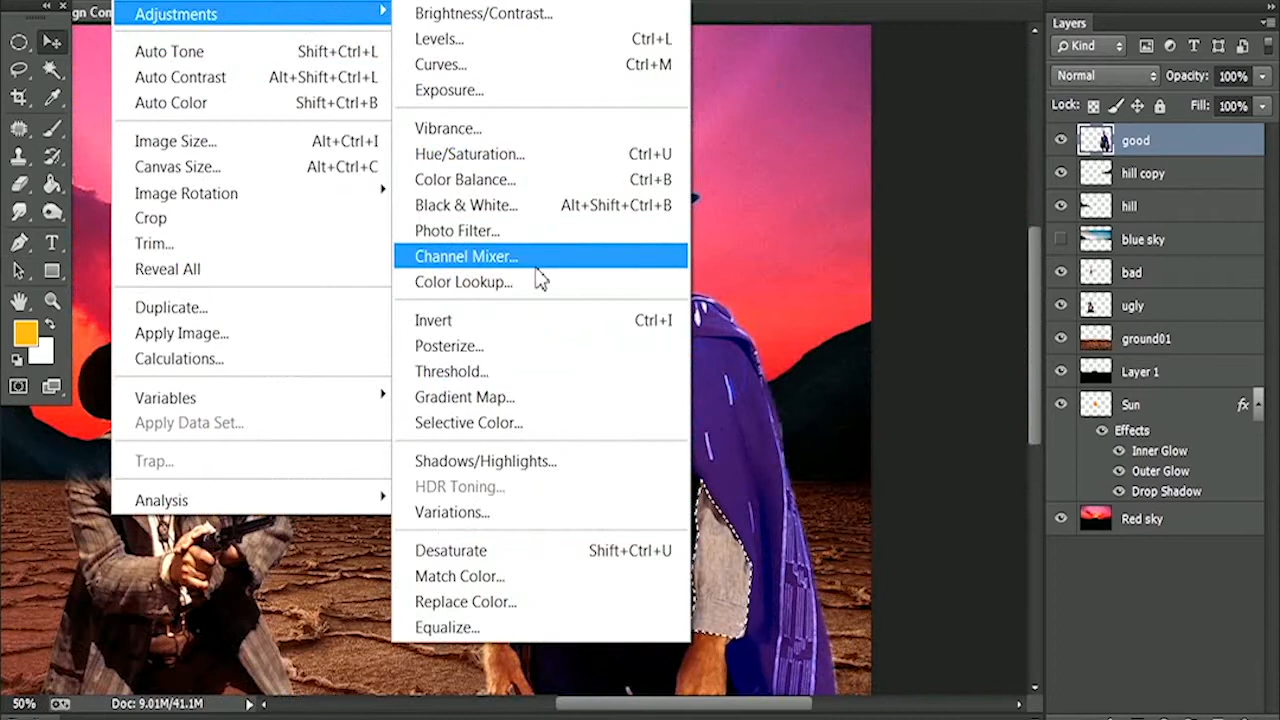 gn Con
Adjustments
Auto Tone Shift+Ctrl+L
Auto Contrast Alt+Shift+Ctrl+L
Auto Color Shift+Ctrl+B
Image Size... Alt+Ctrl+I
Canvas Size... Alt+Ctrl+C
Image Rotation
Crop
Trim...
Reveal All
Duplicate...
Apply Image...
Calculations...
Variables
Apply Data Set...
Trap...
Analysis
Brightness/Contrast...
Levels... Ctrl+L
Curves... Ctrl+M
Exposure...
Vibrance...
Hue/Saturation... Ctrl+U
Color Balance... Ctrl+B
Black & White... Alt+Shift+Ctrl+B
Photo Filter...
Channel Mixer...
Color Lookup...
Invert Ctrl+I
Posterize...
Threshold...
Gradient Map...
Selective Color...
Shadows/Highlights...
HDR Toning...
Variations...
Desaturate Shift+Ctrl+U
Match Color...
Replace Color...
Equalize...
Layers
Kind
Normal Opacity: 100%
Lock: Fill: 100%
good
hill copy
hill
blue sky
bad
ugly
ground01
Layer 1
Sun fx
Effects
Inner Glow
Outer Glow
Drop Shadow
red sky
50% Doc: 9.01M/41.1M